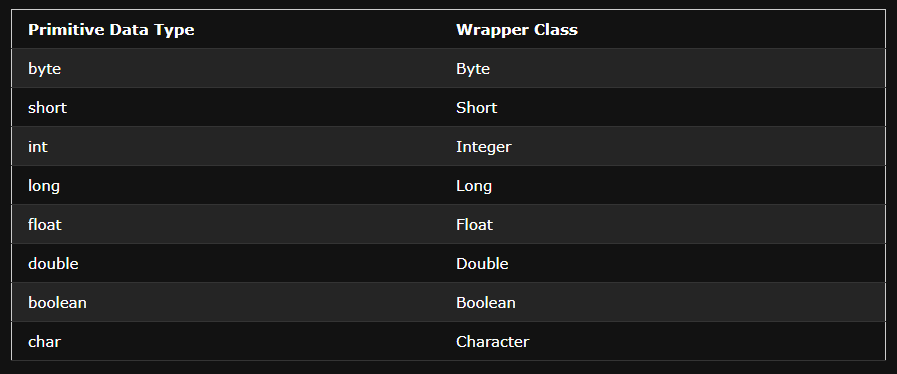 Primitive Data Type Wrapper Class
byte Byte
short Short
int Integer
long Long
float Float
double Double
boolean Boolean
char Character